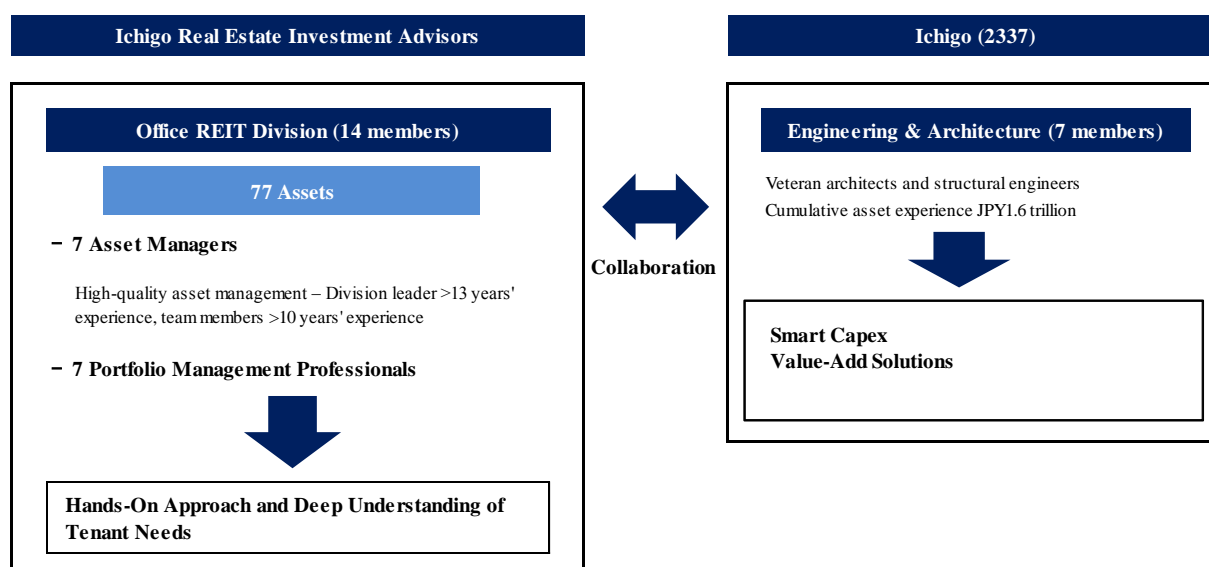 Ichigo Real Estate Investment Advisors
Office REIT Division (14 members)
77 Assets
− 7 Asset Managers
High-quality asset management – Division leader >13 years'
experience, team members >10 years' experience
− 7 Portfolio Management Professionals
Hands-On Approach and Deep Understanding of
Tenant Needs
Collaboration
Ichigo (2337)
Engineering & Architecture (7 members)
Veteran architects and structural engineers
Cumulative asset experience JPY1.6 trillion
Smart Capex
Value-Add Solutions